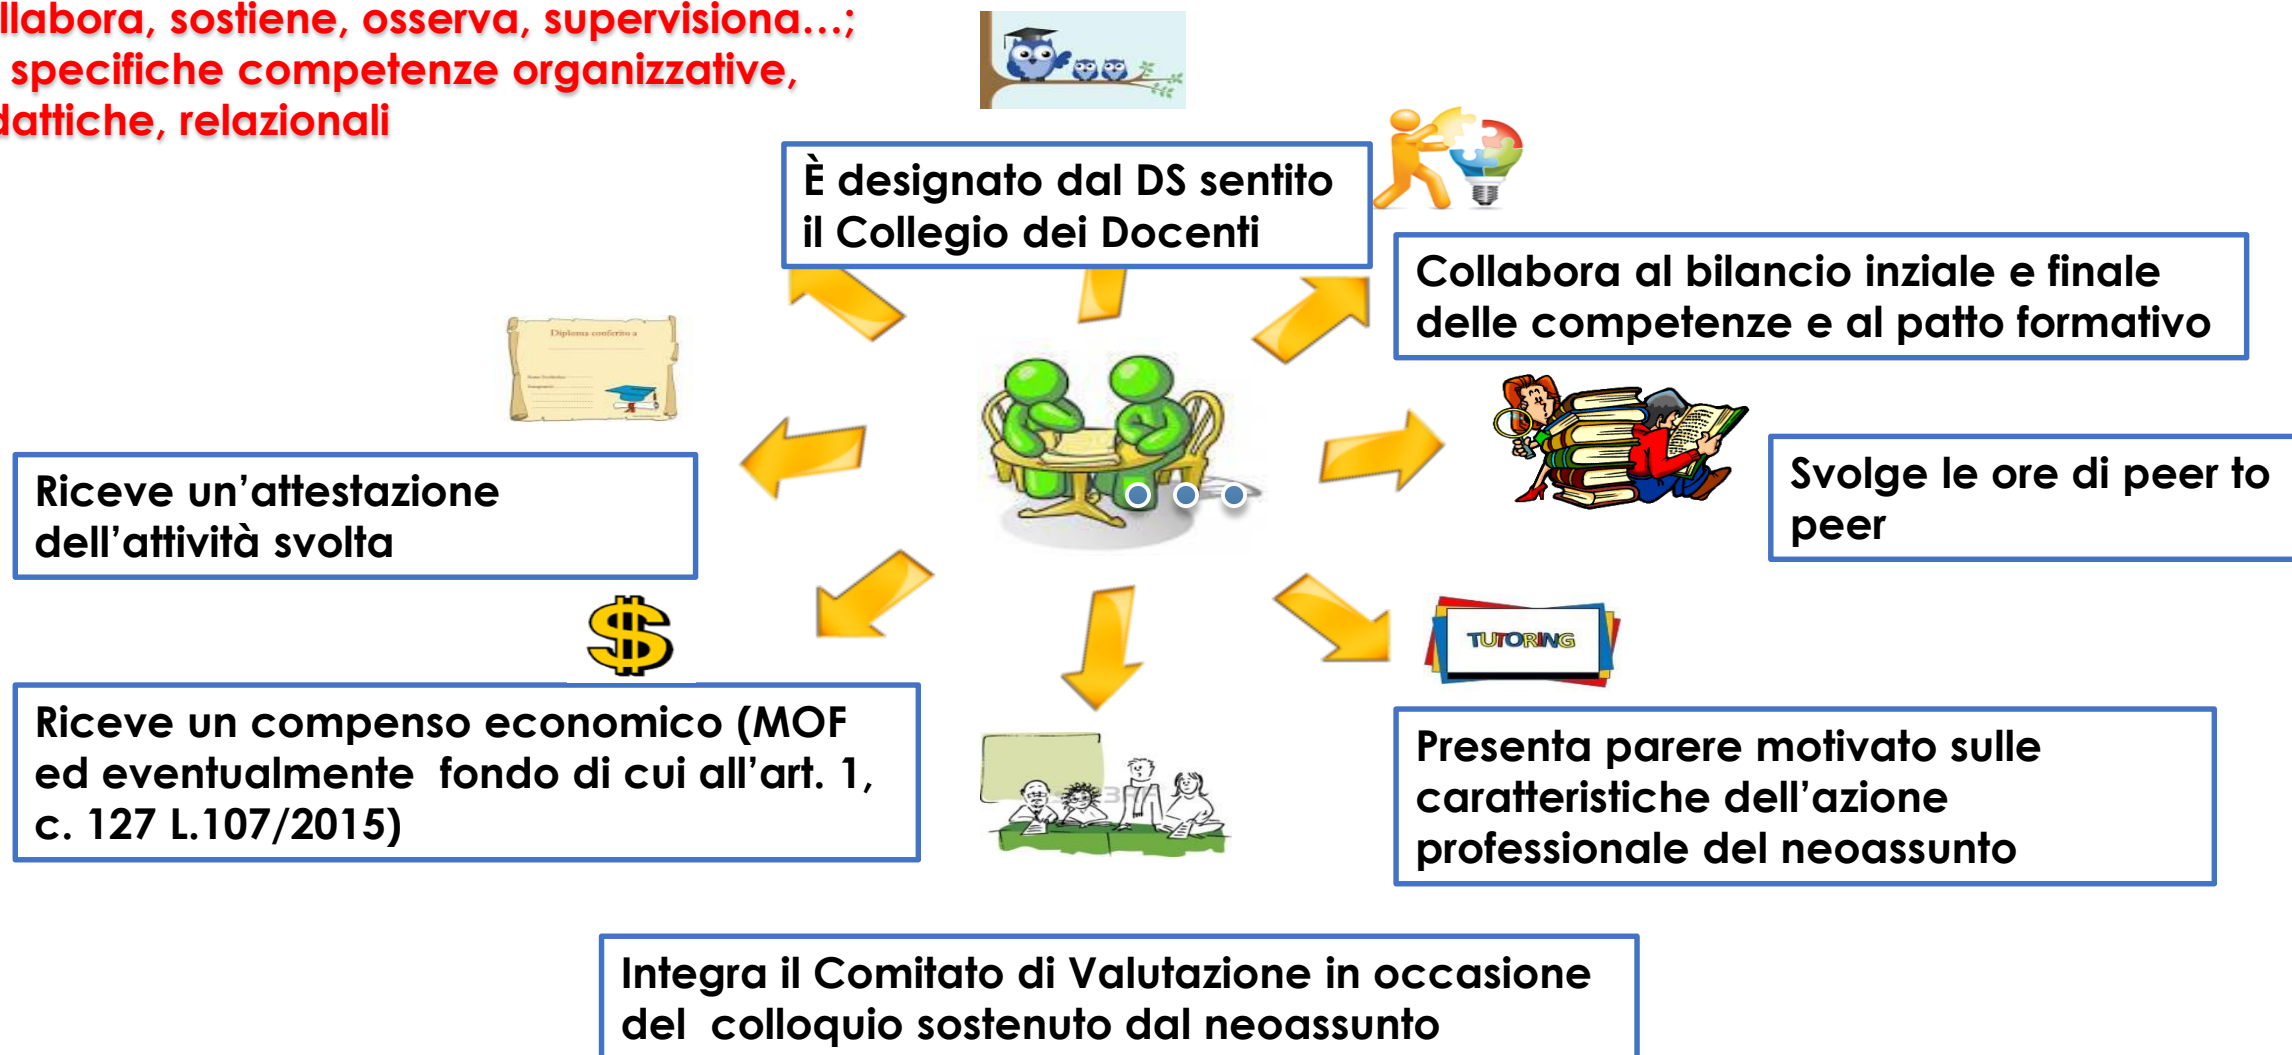 llabora, sostiene, osserva, supervisiona...;
specifiche competenze organizzative,
dattiche, relazionali
È designato dal DS sentito
il Collegio dei Docenti
Collabora al bilancio inziale e finale
delle competenze e al patto formativo
Diploma conferito a
Riceve un’attestazione
dell’attività svolta
Svolge le ore di peer to
peer
TUTORING
Riceve un compenso economico (MOF
ed eventualmente fondo di cui all’art. 1,
c. 127 L.107/2015)
Presenta parere motivato sulle
caratteristiche dell’azione
professionale del neoassunto
Integra il Comitato di Valutazione in occasione
del colloquio sostenuto dal neoassunto